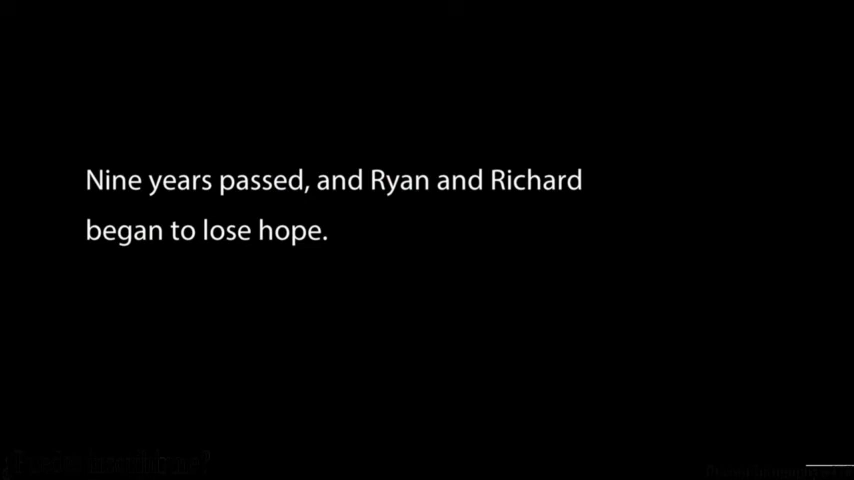 Nine years passed, and Ryan and Richard
began to lose hope.